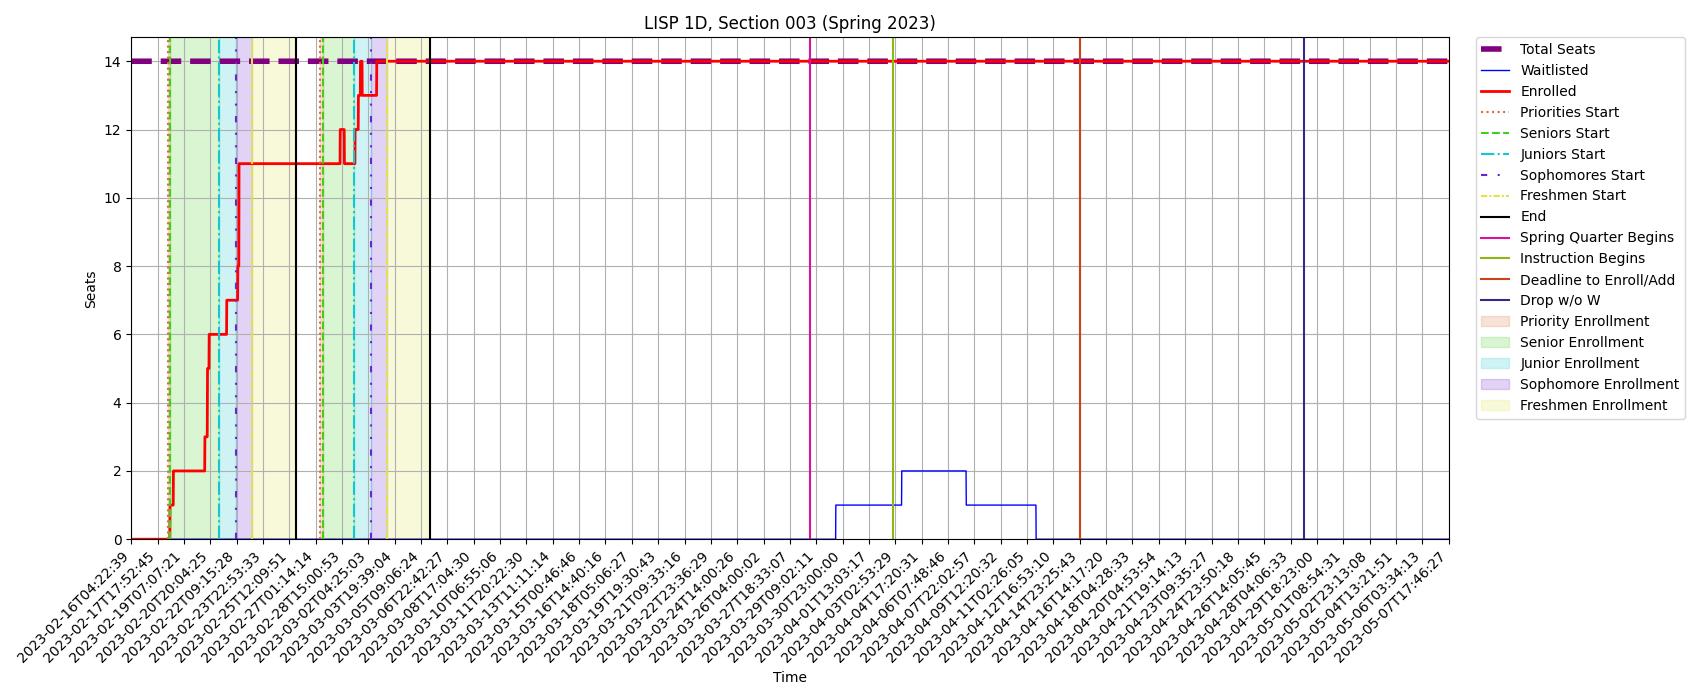 LISP 1D, Section 003 (Spring 2023)
Seats
14
12
10
8
6
4
2
0
2023-02-16T04:22:39
2023-02-17T17:52:45
2023-02-19T07:07:21
2023-02-20T20:04:25
2023-02-22T09:15:28
2023-02-23T22:53:33
2023-02-25T12:09:51
2023-02-27T01:14:14
2023-02-28T15:00:53
2023-03-02T04:25:03
2023-03-03T19:39:04
2023-03-05T09:06:24
2023-03-06T22:42:27
2023-03-08T17:04:30
2023-03-10T06:55:06
2023-03-11T20:22:30
2023-03-13T11:11:14
2023-03-15T00:46:46
2023-03-16T14:40:16
2023-03-18T05:06:27
2023-03-19T19:30:43
2023-03-21T09:33:16
2023-03-22T23:36:29
2023-03-24T14:00:26
2023-03-26T04:00:02
2023-03-27T18:33:07
2023-03-29T09:02:11
2023-03-30T23:00:00
2023-04-01T13:03:17
2023-04-03T02:53:29
2023-04-04T17:20:31
2023-04-06T07:48:46
2023-04-07T22:02:57
2023-04-09T12:20:32
2023-04-11T02:26:05
2023-04-12T16:53:10
2023-04-14T23:25:43
2023-04-16T14:17:20
2023-04-18T04:28:33
2023-04-20T04:53:54
2023-04-21T19:14:13
2023-04-23T09:35:27
2023-04-24T23:50:18
2023-04-26T14:05:45
2023-04-28T04:06:33
2023-04-29T18:23:00
2023-05-01T08:54:31
2023-05-02T23:13:08
2023-05-04T13:21:51
2023-05-06T03:34:13
2023-05-07T17:46:27
Time
Total Seats
Waitlisted
Enrolled
Priorities Start
Seniors Start
Juniors Start
Sophomores Start
Freshmen Start
End
Spring Quarter Begins
Instruction Begins
Deadline to Enroll/Add
Drop w/o W
Priority Enrollment
Senior Enrollment
Junior Enrollment
Sophomore Enrollment
Freshmen Enrollment